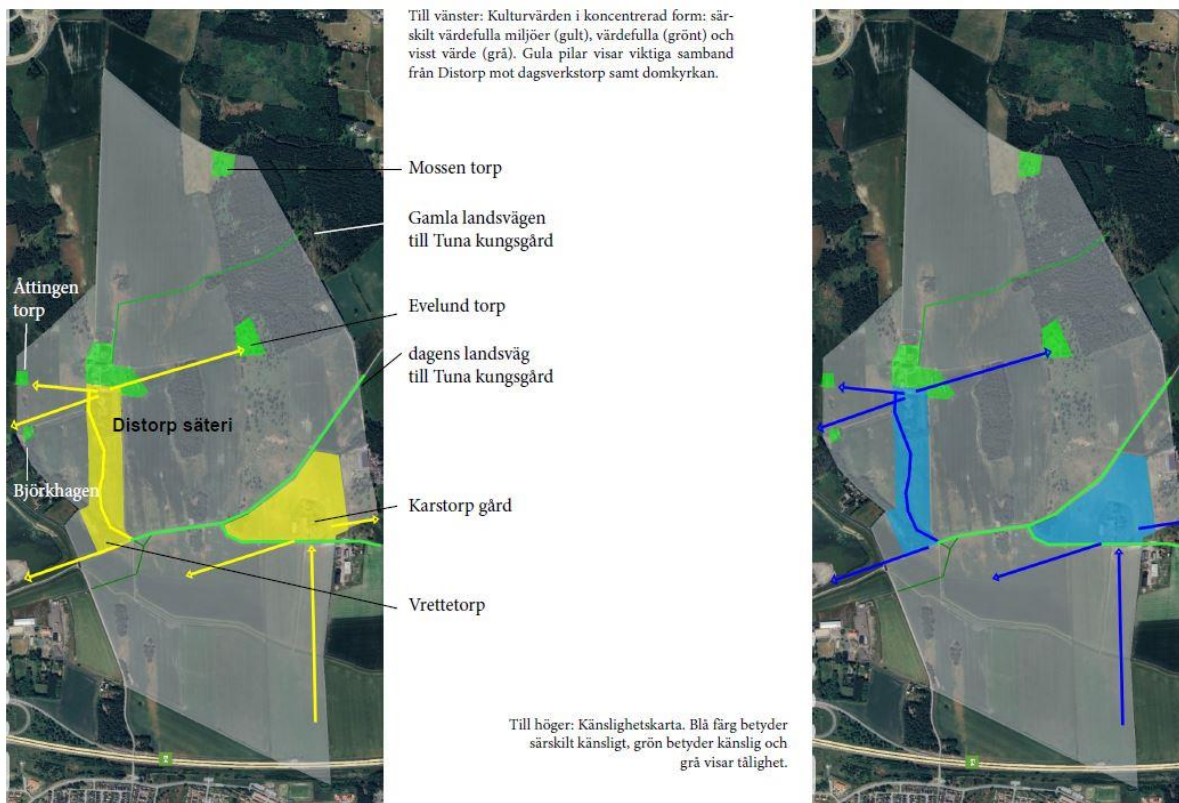 Till vänster: Kulturvärden i koncentrerad form: sär-
skilt värdefulla miljöer (gult), värdefulla (grönt) och
visst värde (grå). Gula pilar visar viktiga samband
från Distorp mot dagsverkstorp samt domkyrkan.
Mossen torp
Gamla landsvägen
till Tuna kungsgård
Åttingen
torp
Evelund torp
dagens landsväg
till Tuna kungsgård
Distorp säteri
Björkhagen
Karstorp gård
Vrettetorp
Till höger: Känslighetskarta. Blå färg betyder
särskilt känsligt, grön betyder känslig och
grå visar tålighet.